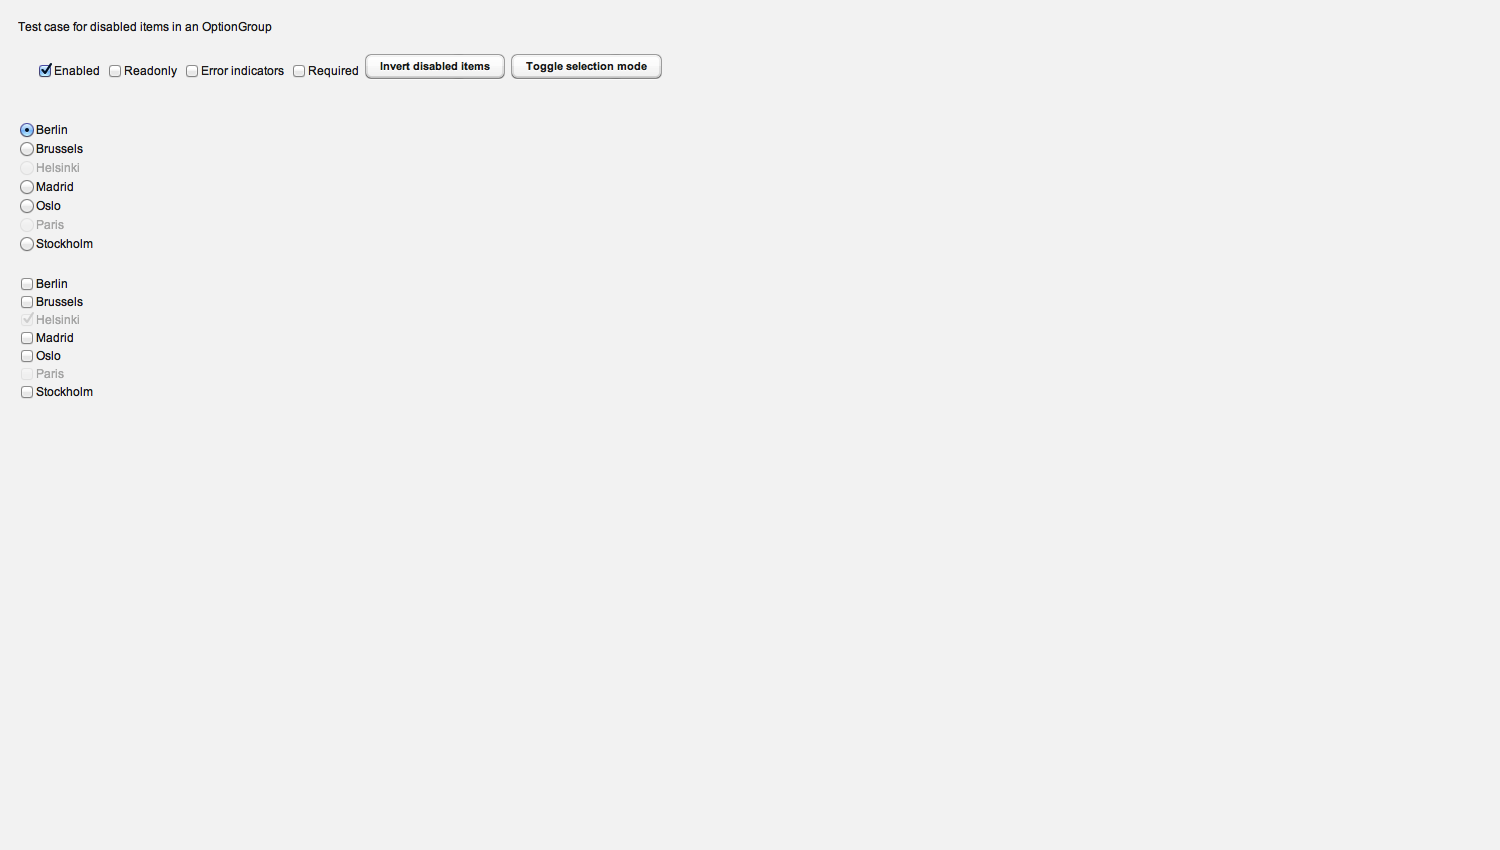 Test case for disabled items in an OptionGroup
Enabled Readonly Error indicators Required Invert disabled items Toggle selection mode
Berlin
Brussels
Helsinki
Madrid
Oslo
Paris
Stockholm
Berlin
Brussels
Helsinki
Madrid
Oslo
Paris
Stockholm